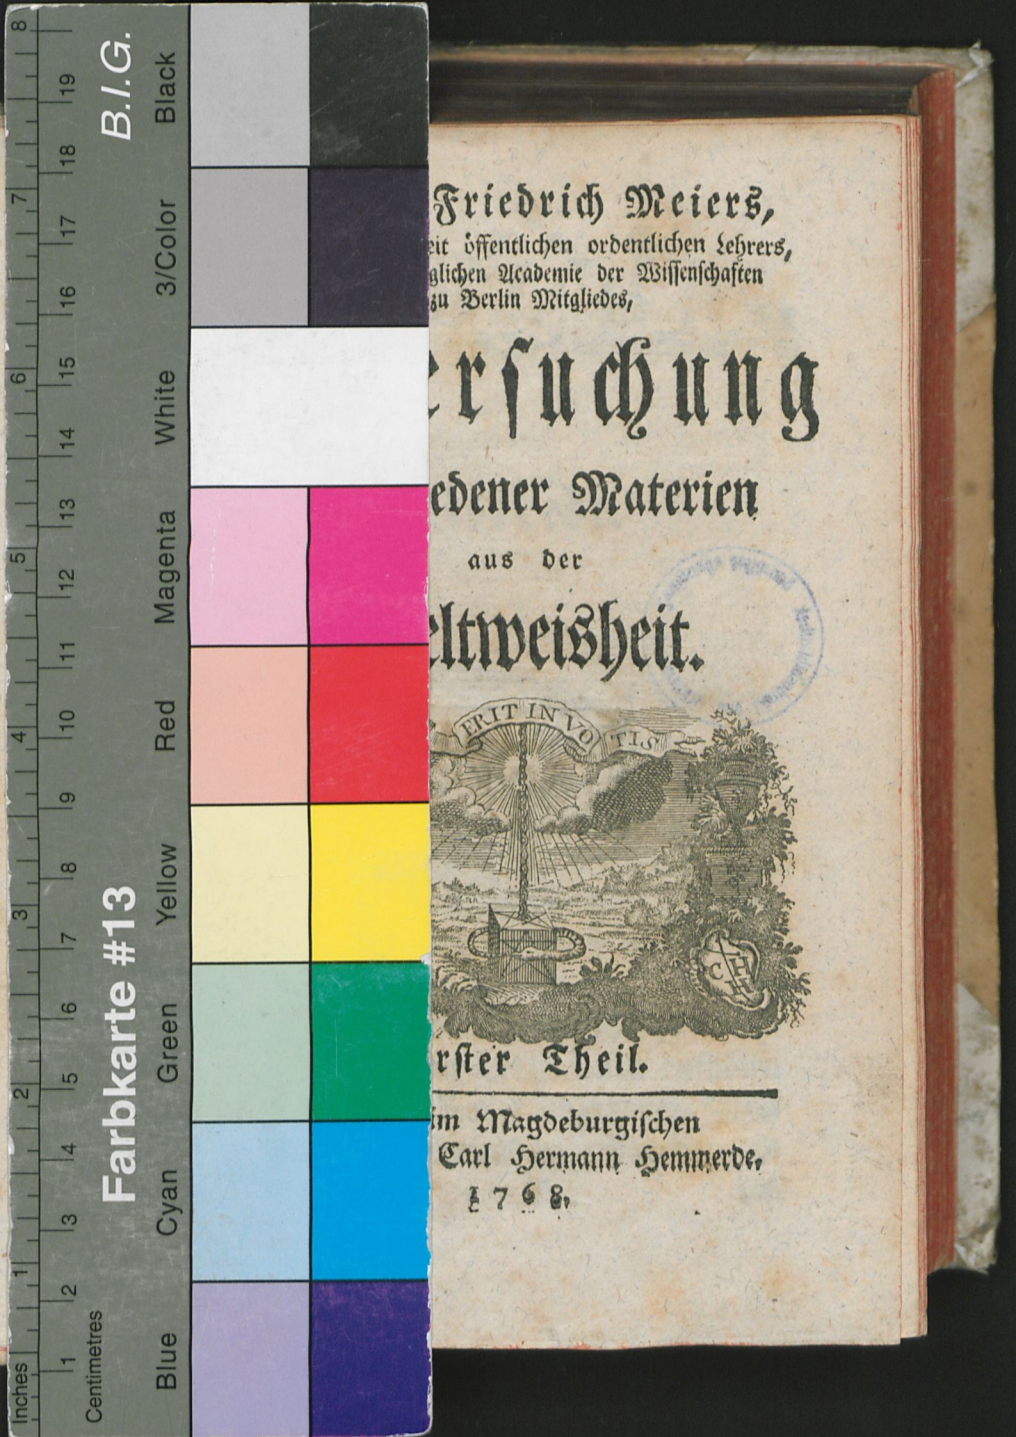 B.I.G.
Farbkarte #13
Black
3/Color
White
Magenta
Red
Yellow
Green
Cyan
Blue
8
7
6
5
4
3
2
1
Inches
19
18
17
16
15
14
13
12
11
10
9
8
7
6
5
4
3
2
1
Centimetres
Friedrich Meiers,
eit öffentlichen ordentlichen Lehrers,
glichen Academie der Wissenschaften
zu Berlin Mitgliedes,
ersuchung
edener Materien
aus der
eltweisheit.
ERIT IN VO TIS
C H H
rster Theil.
im Magdeburgischen
Carl Hermann Hemmerde.
1768.